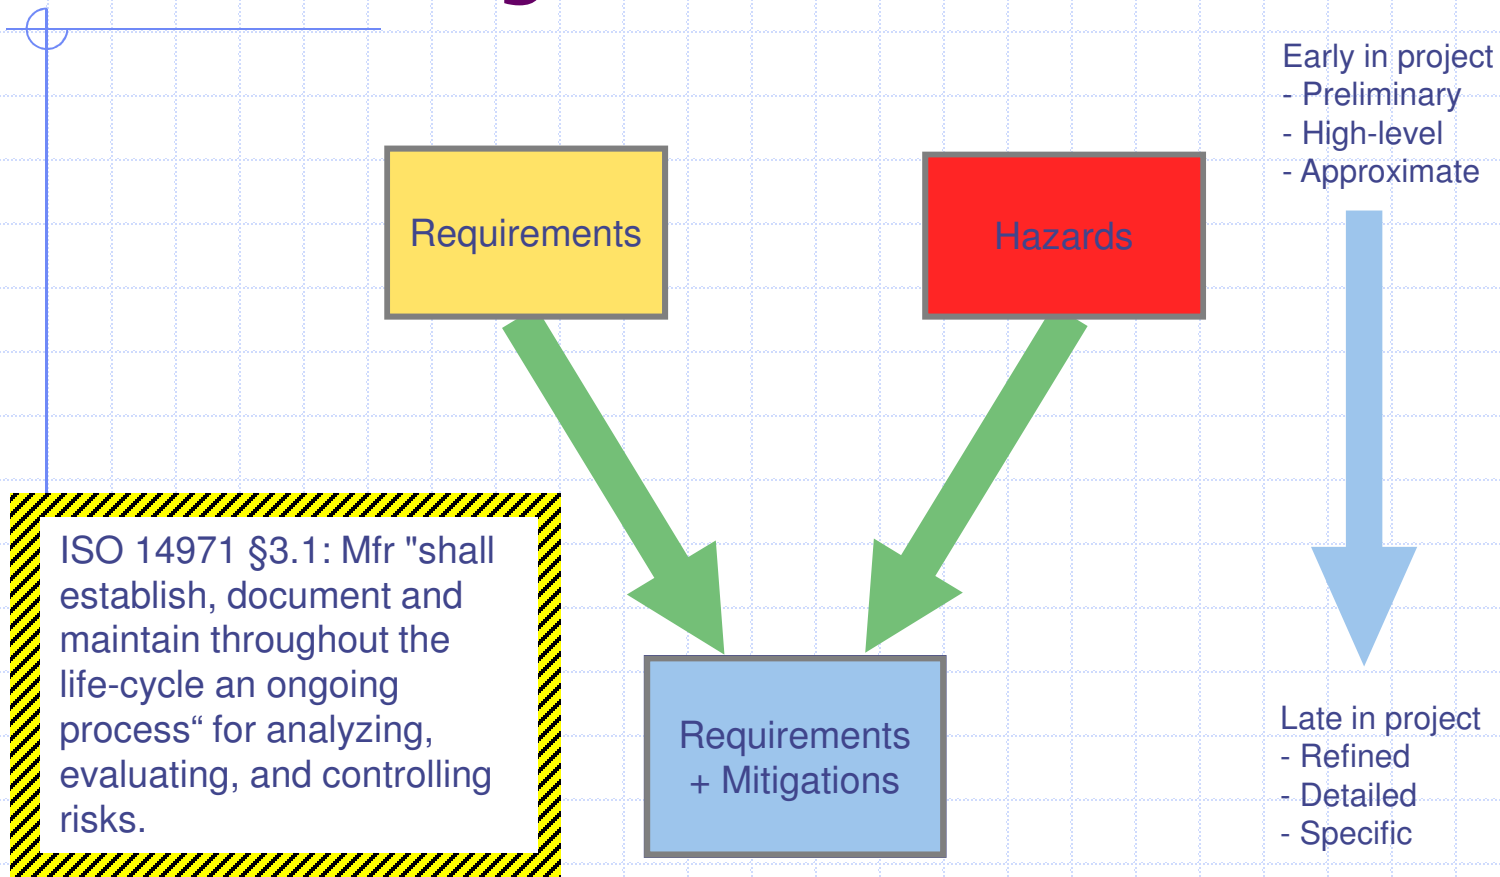 Early in project
- Preliminary
- High-level
- Approximate
Requirements
Hazards
ISO 14971 §3.1: Mfr "shall
establish, document and
maintain throughout the
life-cycle an ongoing
process“ for analyzing,
evaluating, and controlling
risks.
Requirements
+ Mitigations
Late in project
- Refined
- Detailed
- Specific